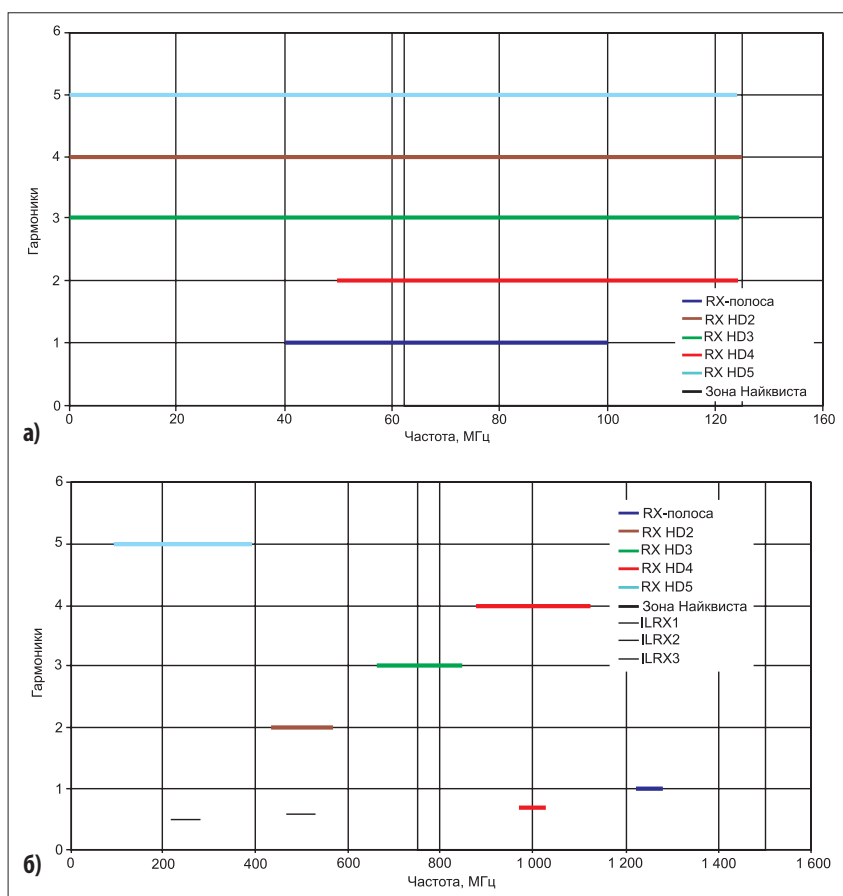 6
5
4
3
2
1
0
Гармоники
0 20 40 60 80 100 120 160
Частота, МГц
RX-полоса
RX HD2
RX HD3
RX HD4
RX HD5
Зона Найквиста
а)
6
5
4
3
2
1
0
Гармоники
0 200 400 600 800 1 000 1 200 1 400 1 600
Частота, МГц
RX-полоса
RX HD2
RX HD3
RX HD4
RX HD5
Зона Найквиста
ILRX1
ILRX2
ILRX3
б)